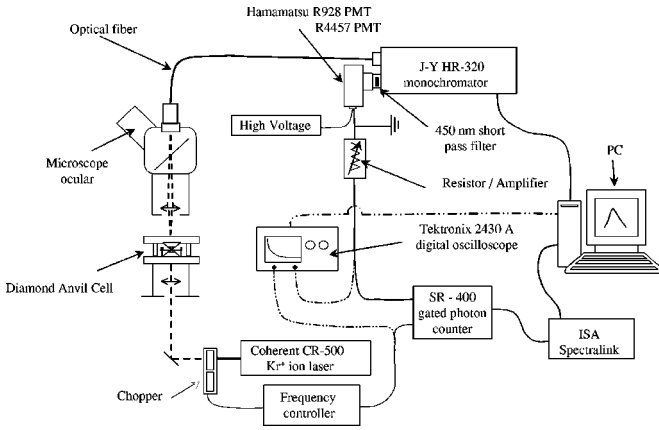 Hamamatsu R928 PMT
R4457 PMT
Optical fiber
J-Y HR-320
monochromator
High Voltage
450 nm short
pass filter
PC
Microscope
ocular
Resistor / Amplifier
Tektronix 2430 A
digital oscilloscope
Diamond Anvil Cell
SR - 400
gated photon
counter
ISA
Spectralink
Coherent CR-500
Kr⁺ ion laser
Chopper
Frequency
controller